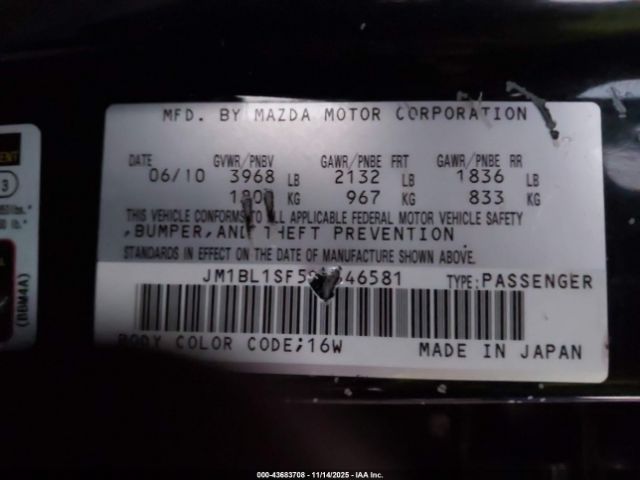 MFD. BY MAZDA MOTOR CORPORATION
DATE GVWR/PNBV GAWR/PNBE FRT GAWR/PNBE RR
06/10 3968 LB 2132 LB 1836 LB
KG 967 KG 833 KG
THIS VEHICLE CONFORMS TO ALL APPLICABLE FEDERAL MOTOR VEHICLE SAFETY
,BUMPER,AND THEFT PREVENTION
STANDARDS IN EFFECT ON THE DATE OF MANUFACTURE SHOWN ABOVE.
TYPE:PASSENGER
BODY COLOR CODE;16W MADE IN JAPAN
(BBM4A)
000-43683708 - 11/14/2025 - IAA Inc.